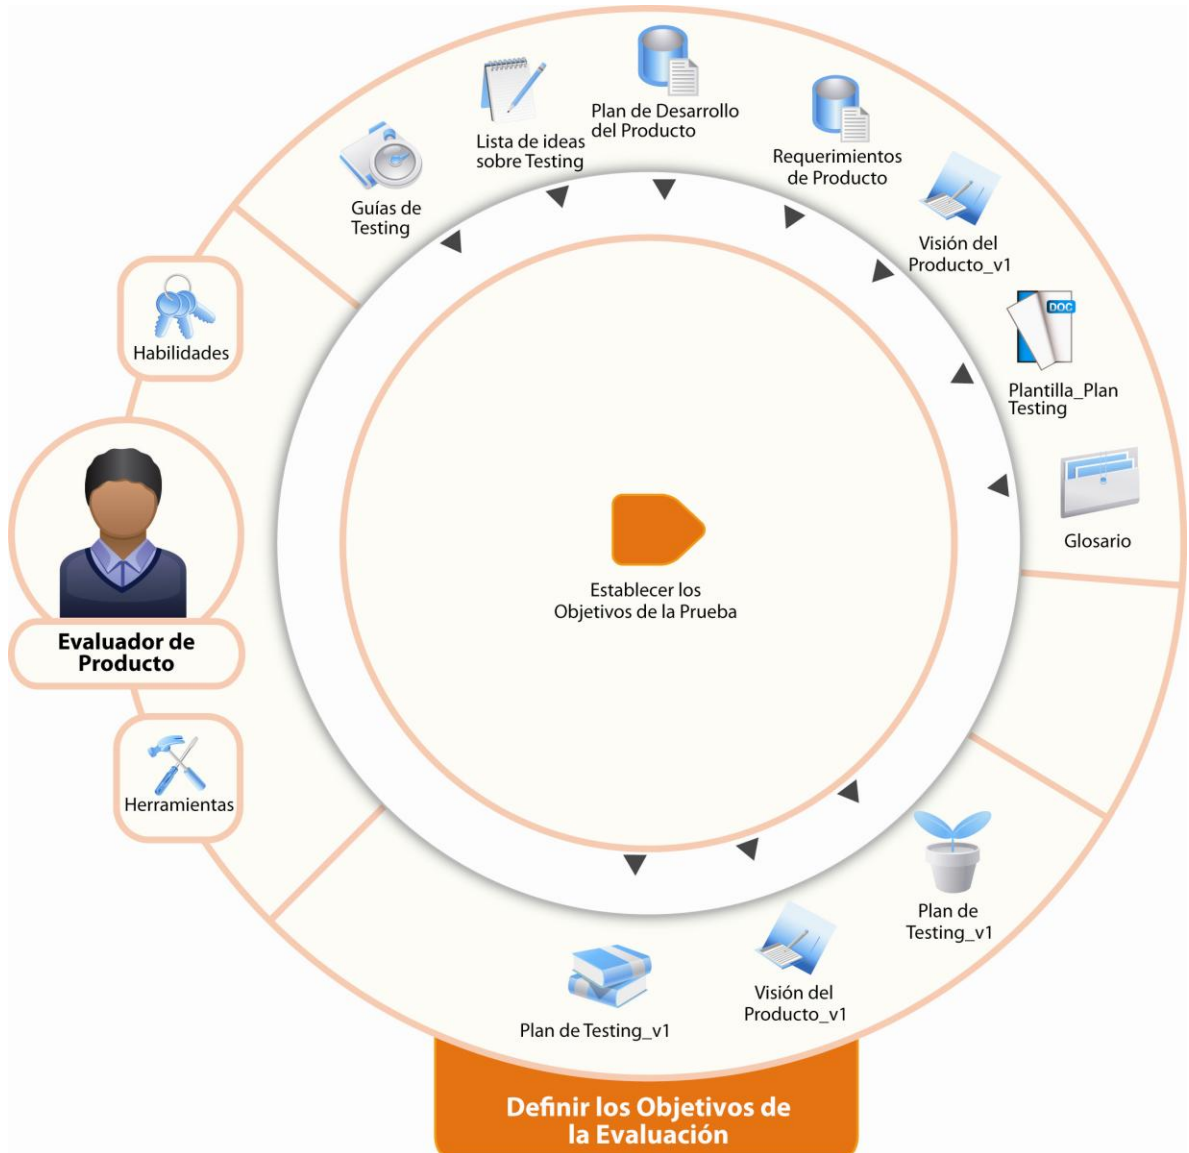 Plan de Desarrollo
del Producto
Lista de ideas
sobre Testing
Requerimientos
de Producto
Guías de
Testing
Visión del
Producto_v1
Habilidades
DOC
Plantilla_Plan
Testing
Glosario
Establecer los
Objetivos de la Prueba
Evaluador de
Producto
Herramientas
Plan de
Testing_v1
Visión del
Producto_v1
Plan de Testing_v1
Definir los Objetivos de
la Evaluación